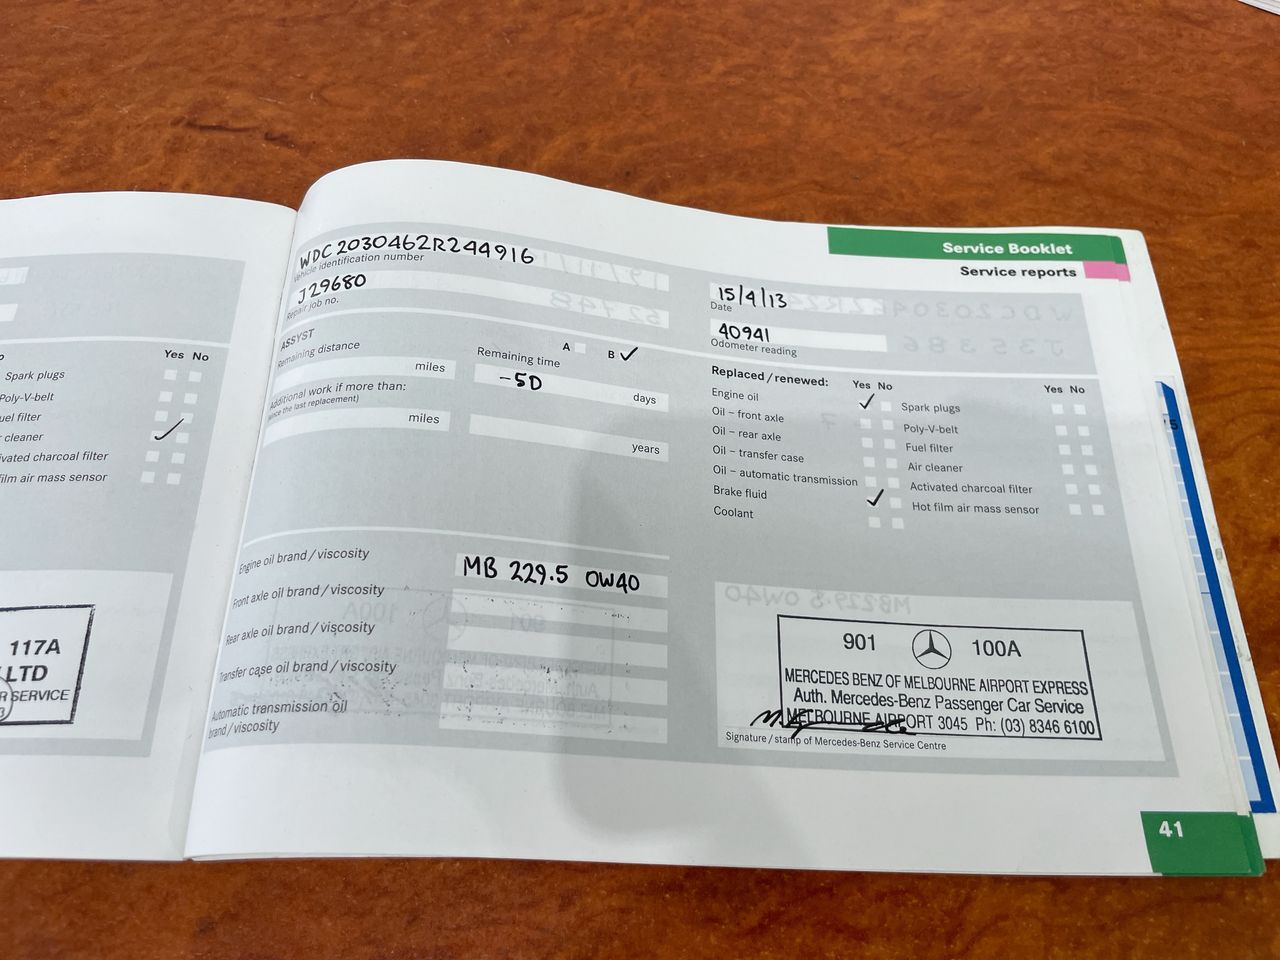 Yes No
Spark plugs
Poly-V-belt
uel filter
cleaner
ivated charcoal filter
film air mass sensor
117A
LTD
SERVICE
Service Booklet
Service reports
WDC2030462R244916
Vehicle identification number
J29680
Repair job no.
ASSYST
A B ✓
Remaining distance
miles
Remaining time
-5D
days
Additional work if more than:
(since the last replacement)
miles
years
Engine oil brand / viscosity
MB 229.5 0W40
Front axle oil brand / viscosity
Rear axle oil brand / viscosity
Transfer case oil brand / viscosity
Automatic transmission oil
brand / viscosity
15/4/13
Date
40941
Odometer reading
Replaced / renewed: Yes No
Engine oil
Oil – front axle
Oil – rear axle
Oil – transfer case
Oil – automatic transmission
Brake fluid
Coolant
Yes No
Spark plugs
Poly-V-belt
Fuel filter
Air cleaner
Activated charcoal filter
Hot film air mass sensor
901 100A
MERCEDES BENZ OF MELBOURNE AIRPORT EXPRESS
Auth. Mercedes-Benz Passenger Car Service
MELBOURNE AIRPORT 3045 Ph: (03) 8346 6100
Signature / stamp of Mercedes-Benz Service Centre
41